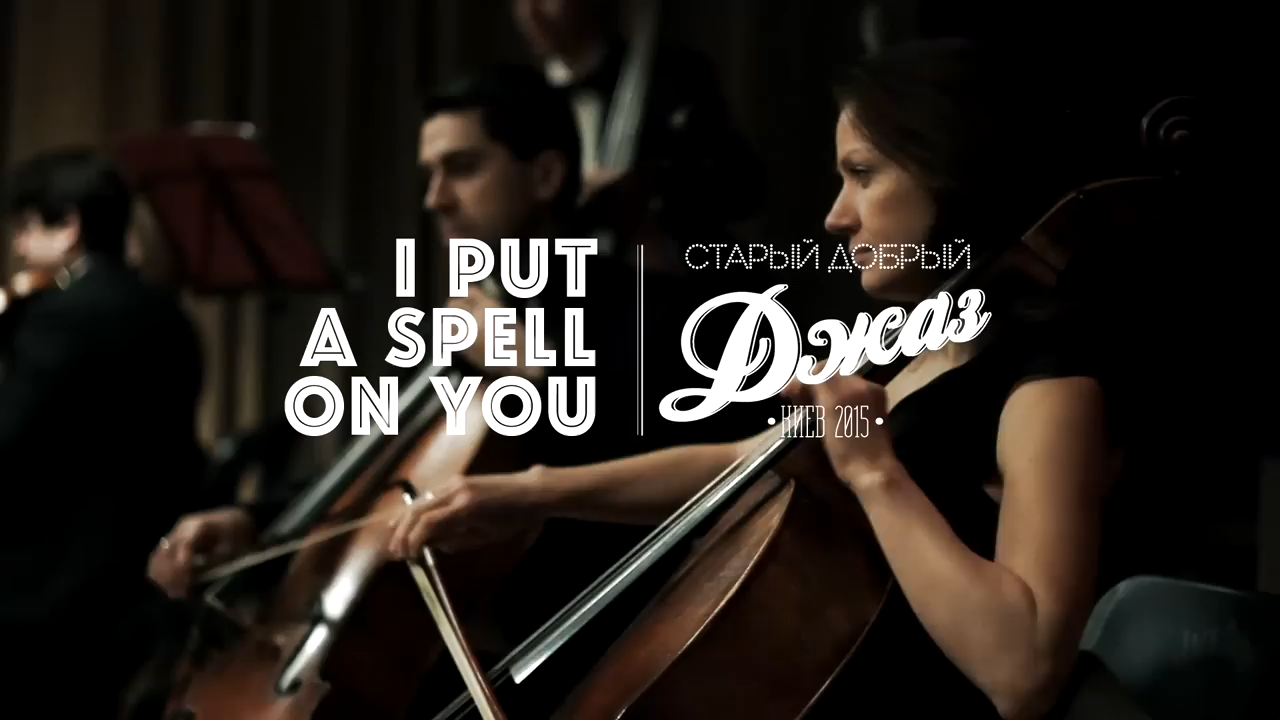 I PUT
A SPELL
ON YOU
СТАРЫЙ ДОБРЫЙ
Джаз
• КИЕВ 2015 •